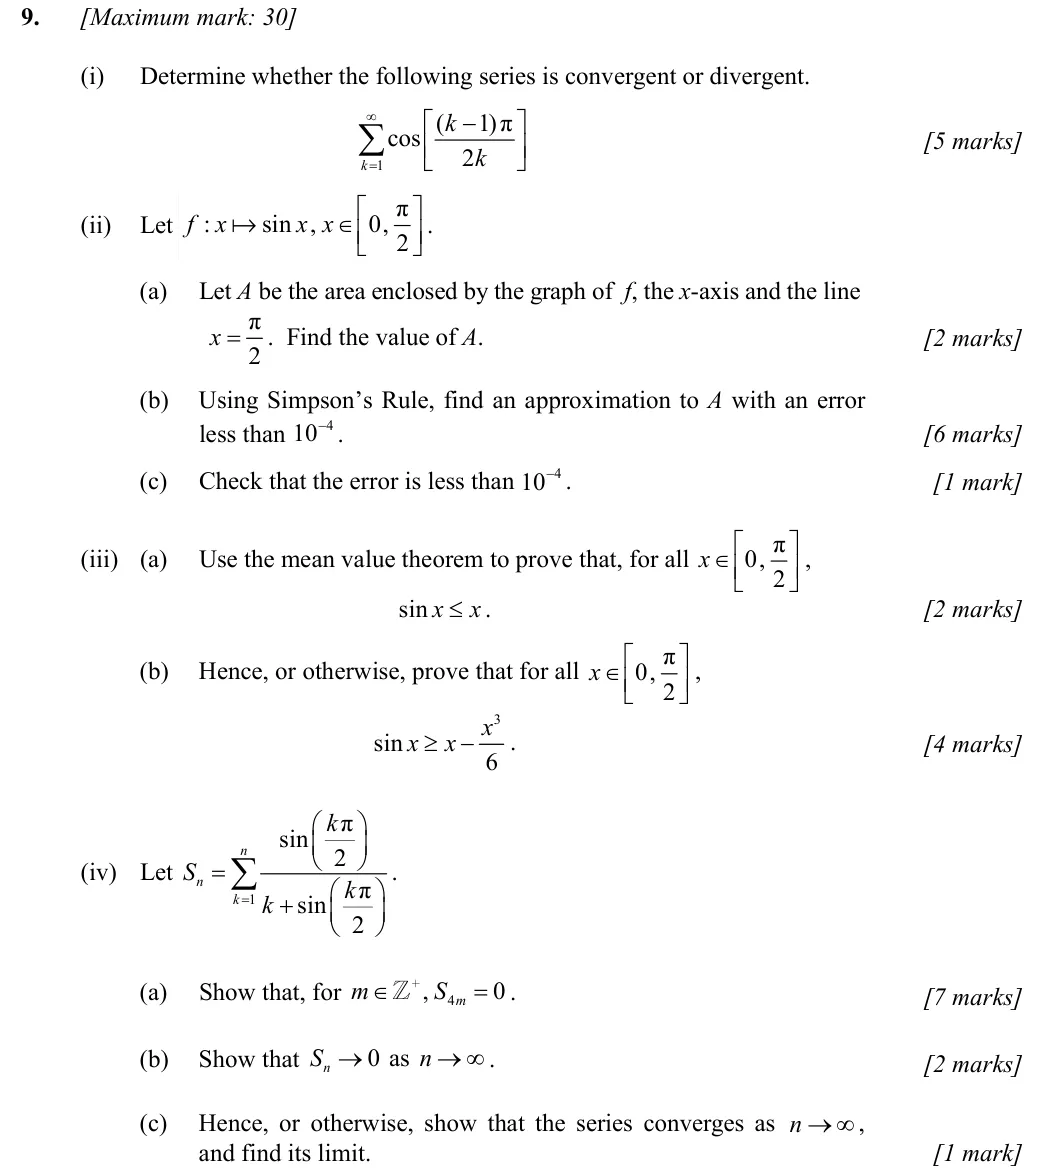 9. [Maximum mark: 30]
(i) Determine whether the following series is convergent or divergent.
∑_{k=1}^{∞} cos[(k−1)π / 2k] [5 marks]
(ii) Let f : x ↦ sin x, x ∈ [0, π/2].
(a) Let A be the area enclosed by the graph of f, the x-axis and the line
x = π/2. Find the value of A. [2 marks]
(b) Using Simpson’s Rule, find an approximation to A with an error
less than 10⁻⁴. [6 marks]
(c) Check that the error is less than 10⁻⁴. [1 mark]
(iii) (a) Use the mean value theorem to prove that, for all x ∈ [0, π/2],
sin x ≤ x. [2 marks]
(b) Hence, or otherwise, prove that for all x ∈ [0, π/2],
sin x ≥ x − x³/6. [4 marks]
(iv) Let Sₙ = ∑_{k=1}^{n} sin(kπ/2) / (k + sin(kπ/2)).
(a) Show that, for m ∈ ℤ⁺, S₄ₘ = 0. [7 marks]
(b) Show that Sₙ → 0 as n → ∞. [2 marks]
(c) Hence, or otherwise, show that the series converges as n → ∞,
and find its limit. [1 mark]